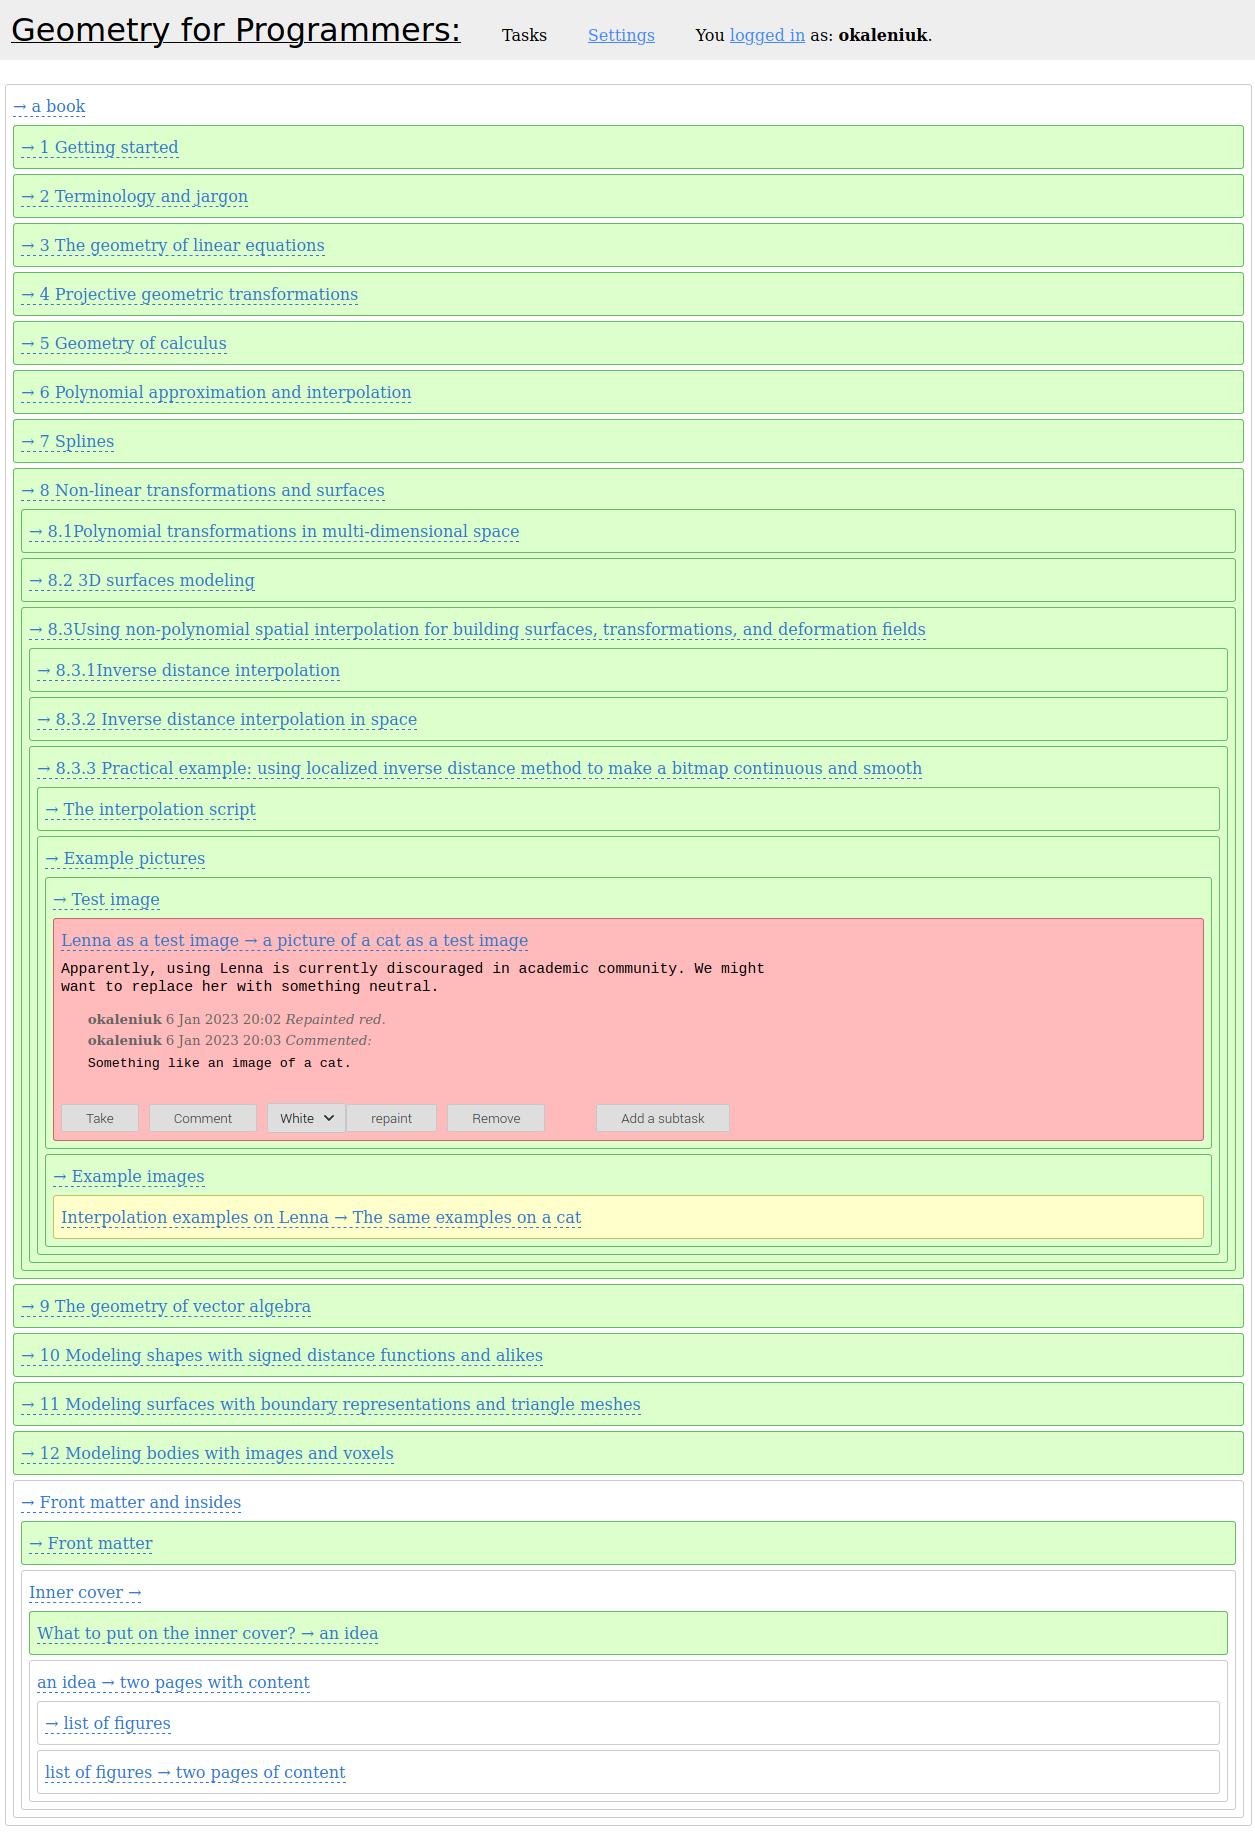 Geometry for Programmers: Tasks Settings You logged in as: okaleniuk.
→ a book
→ 1 Getting started
→ 2 Terminology and jargon
→ 3 The geometry of linear equations
→ 4 Projective geometric transformations
→ 5 Geometry of calculus
→ 6 Polynomial approximation and interpolation
→ 7 Splines
→ 8 Non-linear transformations and surfaces
→ 8.1Polynomial transformations in multi-dimensional space
→ 8.2 3D surfaces modeling
→ 8.3Using non-polynomial spatial interpolation for building surfaces, transformations, and deformation fields
→ 8.3.1Inverse distance interpolation
→ 8.3.2 Inverse distance interpolation in space
→ 8.3.3 Practical example: using localized inverse distance method to make a bitmap continuous and smooth
→ The interpolation script
→ Example pictures
→ Test image
Lenna as a test image → a picture of a cat as a test image
Apparently, using Lenna is currently discouraged in academic community. We might
want to replace her with something neutral.
okaleniuk 6 Jan 2023 20:02 Repainted red.
okaleniuk 6 Jan 2023 20:03 Commented:
Something like an image of a cat.
Take Comment White repaint Remove Add a subtask
→ Example images
Interpolation examples on Lenna → The same examples on a cat
→ 9 The geometry of vector algebra
→ 10 Modeling shapes with signed distance functions and alikes
→ 11 Modeling surfaces with boundary representations and triangle meshes
→ 12 Modeling bodies with images and voxels
→ Front matter and insides
→ Front matter
Inner cover →
What to put on the inner cover? → an idea
an idea → two pages with content
→ list of figures
list of figures → two pages of content